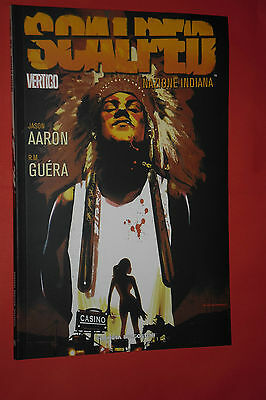 SCALPED
VERTIGO
NAZIONE INDIANA
JASON
AARON
R.M.
GUÉRA
CASINO